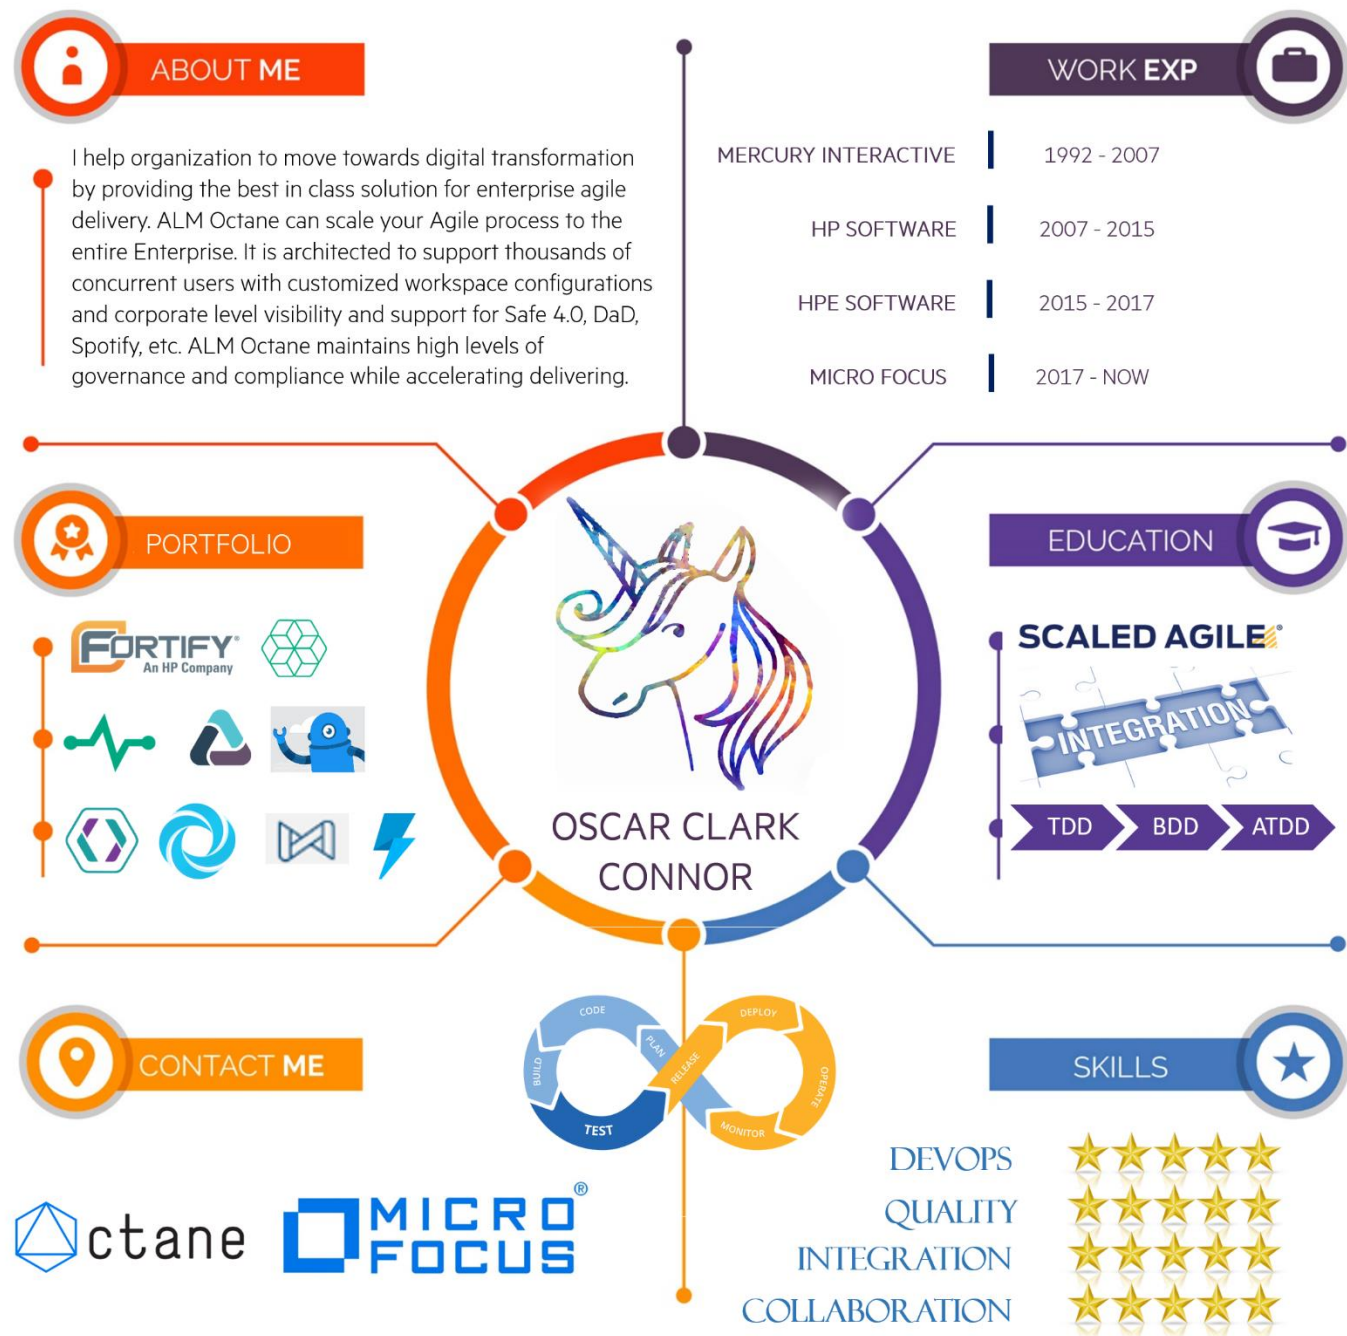 ABOUT ME
I help organization to move towards digital transformation
by providing the best in class solution for enterprise agile
delivery. ALM Octane can scale your Agile process to the
entire Enterprise. It is architected to support thousands of
concurrent users with customized workspace configurations
and corporate level visibility and support for Safe 4.0, DaD,
Spotify, etc. ALM Octane maintains high levels of
governance and compliance while accelerating delivering.
WORK EXP
MERCURY INTERACTIVE 1992 - 2007
HP SOFTWARE 2007 - 2015
HPE SOFTWARE 2015 - 2017
MICRO FOCUS 2017 - NOW
PORTFOLIO
FORTIFY®
An HP Company
OSCAR CLARK
CONNOR
EDUCATION
SCALED AGILE®
INTEGRATION
TDD BDD ATDD
CONTACT ME
Octane
MICRO
FOCUS®
CODE
BUILD
TEST
PLAN
RELEASE
DEPLOY
OPERATE
MONITOR
SKILLS
DEVOPS
QUALITY
INTEGRATION
COLLABORATION